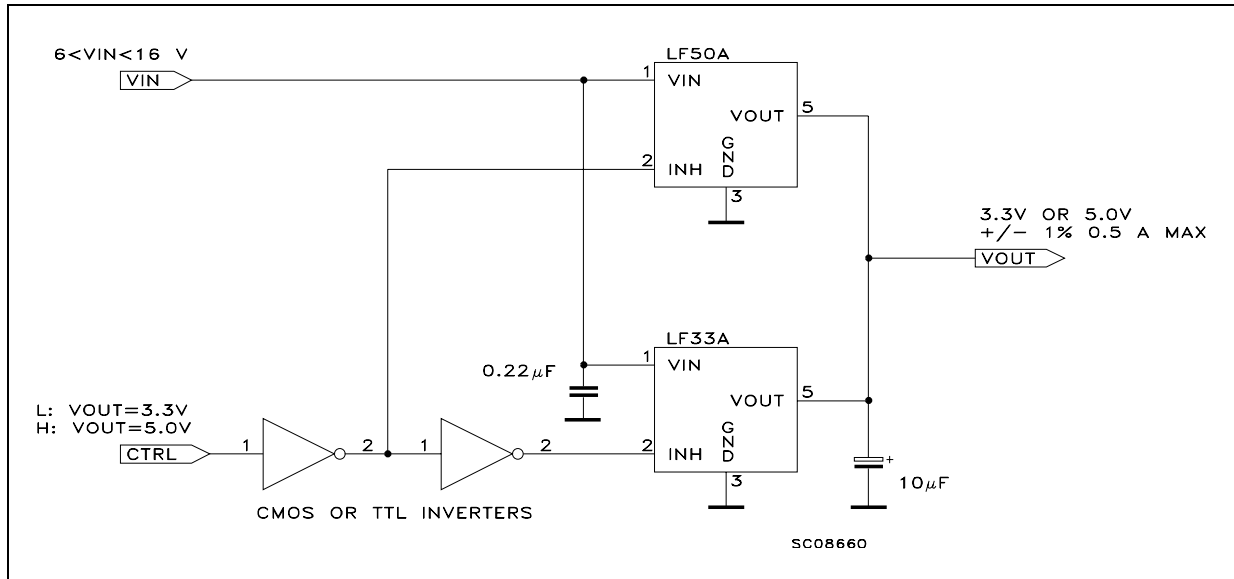 6<VIN<16 V
VIN
LF50A
1
VIN
VOUT
5
2
INH
GND
3
3.3V OR 5.0V
+/- 1% 0.5 A MAX
VOUT
LF33A
1
VIN
0.22µF
VOUT
5
L: VOUT=3.3V
H: VOUT=5.0V
CTRL
1
2
1
2
2
INH
GND
3
+
10µF
CMOS OR TTL INVERTERS
SC08660